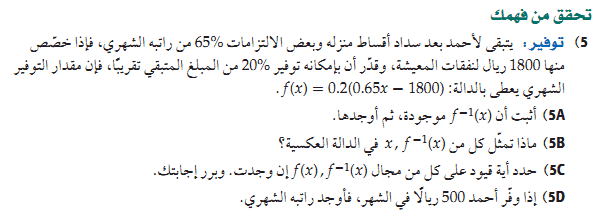 تحقق من فهمك
5) توفير: يتبقى لأحمد بعد سداد أقساط منزله وبعض الالتزامات 65% من راتبه الشهري، فإذا خصّص
منها 1800 ريال لنفقات المعيشة، وقدّر أن بإمكانه توفير 20% من المبلغ المتبقي تقريبًا، فإن مقدار التوفير
الشهري يعطى بالدالة: f(x) = 0.2(0.65x − 1800).
5A) أثبت أن f⁻¹(x) موجودة، ثم أوجدها.
5B) ماذا تمثّل كل من x , f⁻¹(x) في الدالة العكسية؟
5C) حدد أية قيود على كل من مجال f(x), f⁻¹(x) إن وجدت. وبرر إجابتك.
5D) إذا وفّر أحمد 500 ريالًا في الشهر، فأوجد راتبه الشهري.